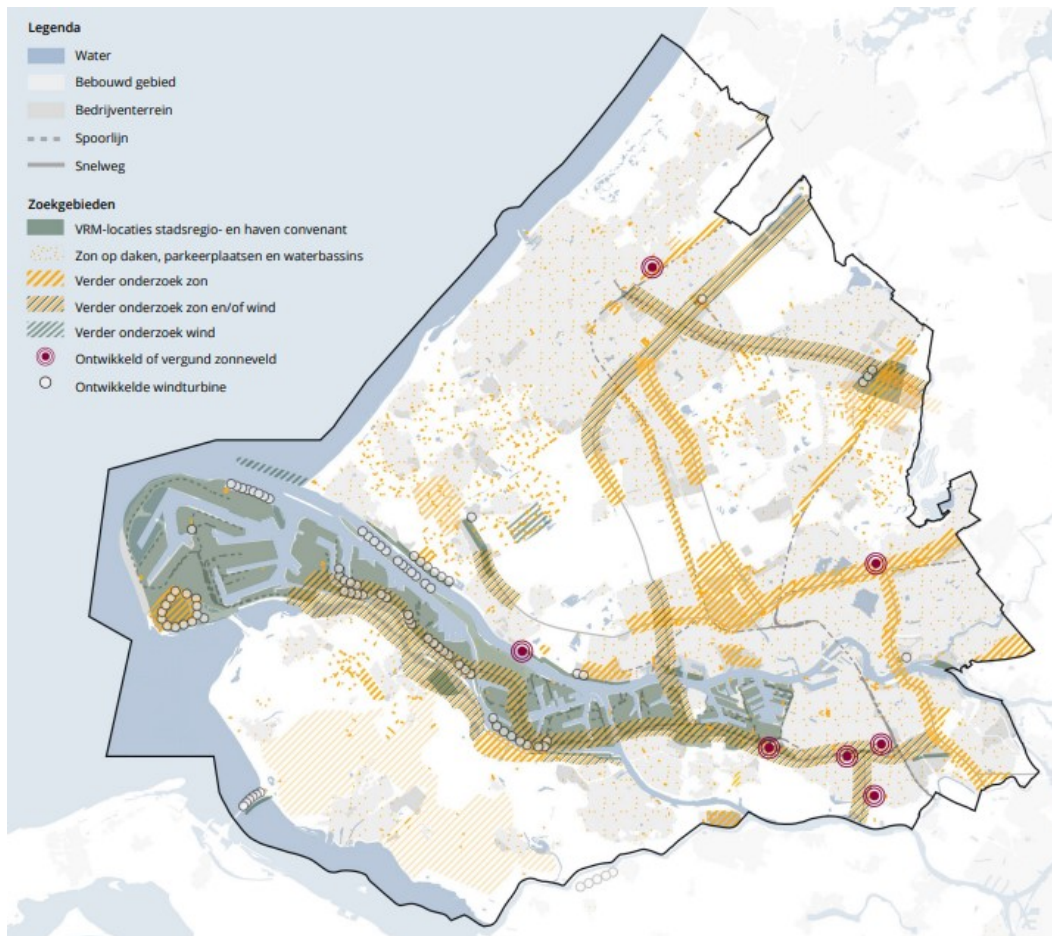 Legenda
Water
Bebouwd gebied
Bedrijventerrein
Spoorlijn
Snelweg
Zoekgebieden
VRM-locaties stadsregio- en haven convenant
Zon op daken, parkeerplaatsen en waterbassins
Verder onderzoek zon
Verder onderzoek zon en/of wind
Verder onderzoek wind
Ontwikkeld of vergund zonneveld
Ontwikkelde windturbine